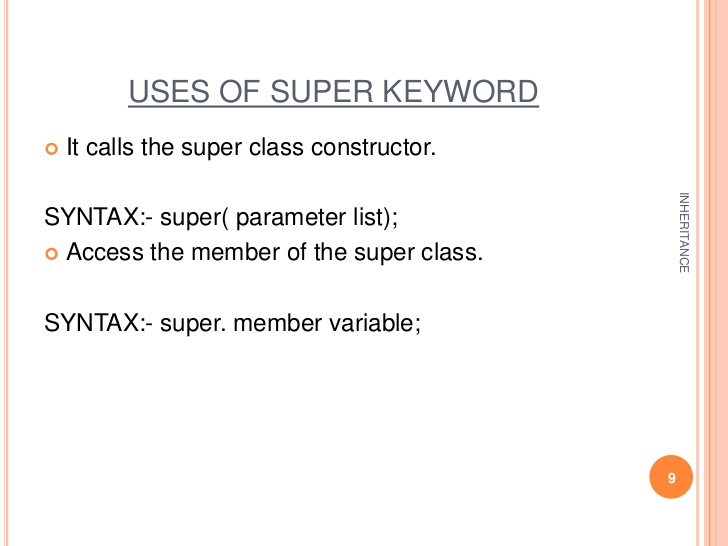 USES OF SUPER KEYWORD
It calls the super class constructor.
SYNTAX:- super( parameter list);
Access the member of the super class.
SYNTAX:- super. member variable;
INHERITANCE
9